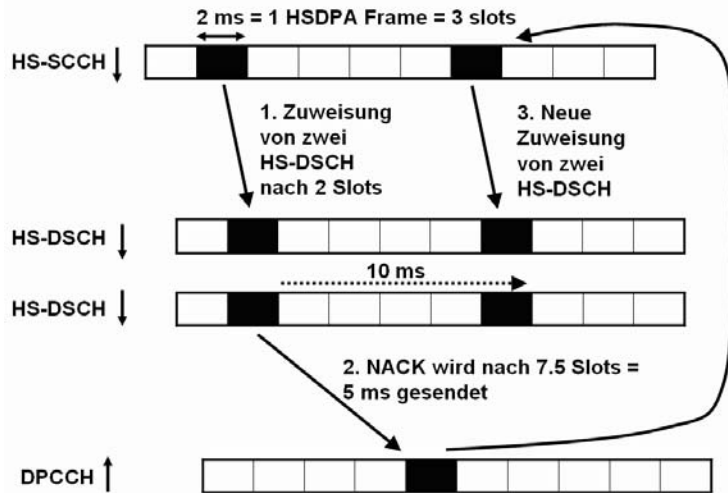 2 ms = 1 HSDPA Frame = 3 slots
HS-SCCH
1. Zuweisung
von zwei
HS-DSCH
nach 2 Slots
3. Neue
Zuweisung
von zwei
HS-DSCH
HS-DSCH
10 ms
HS-DSCH
2. NACK wird nach 7.5 Slots =
5 ms gesendet
DPCCH